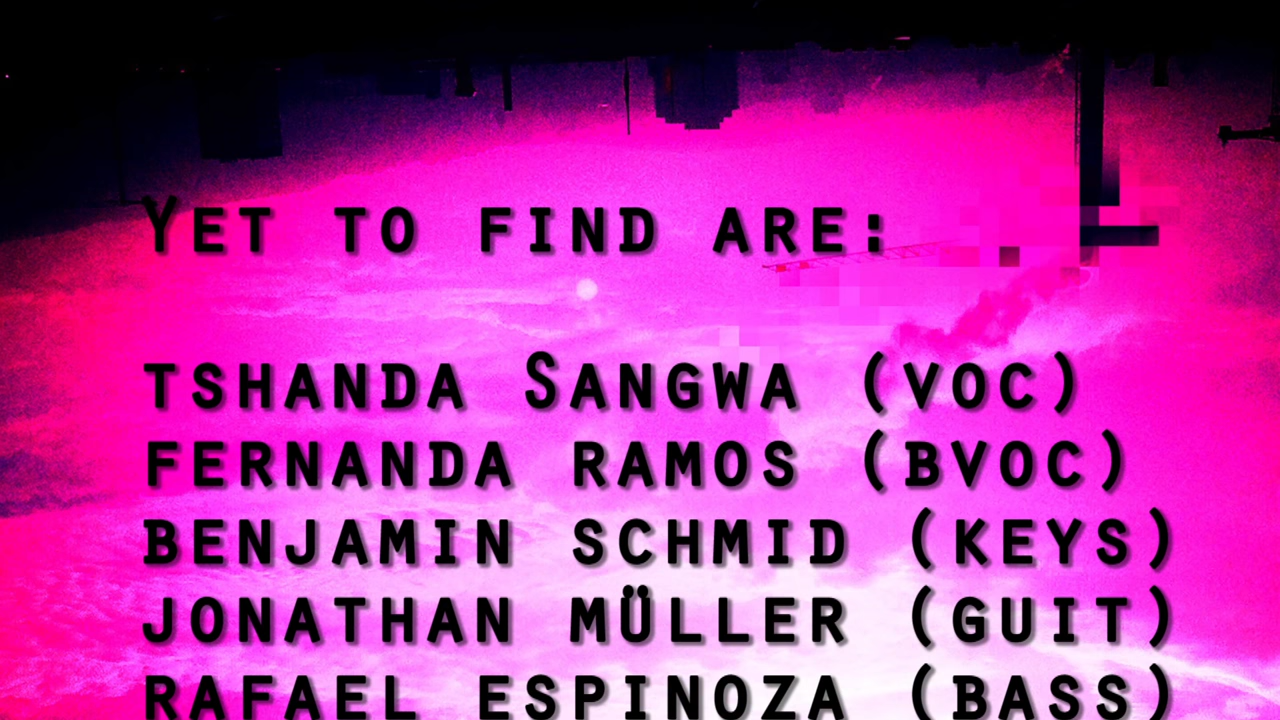 Yet to find are:
Tshanda Sangwa (voc)
Fernanda Ramos (bvoc)
Benjamin Schmid (keys)
Jonathan Müller (guit)
Rafael Espinoza (bass)